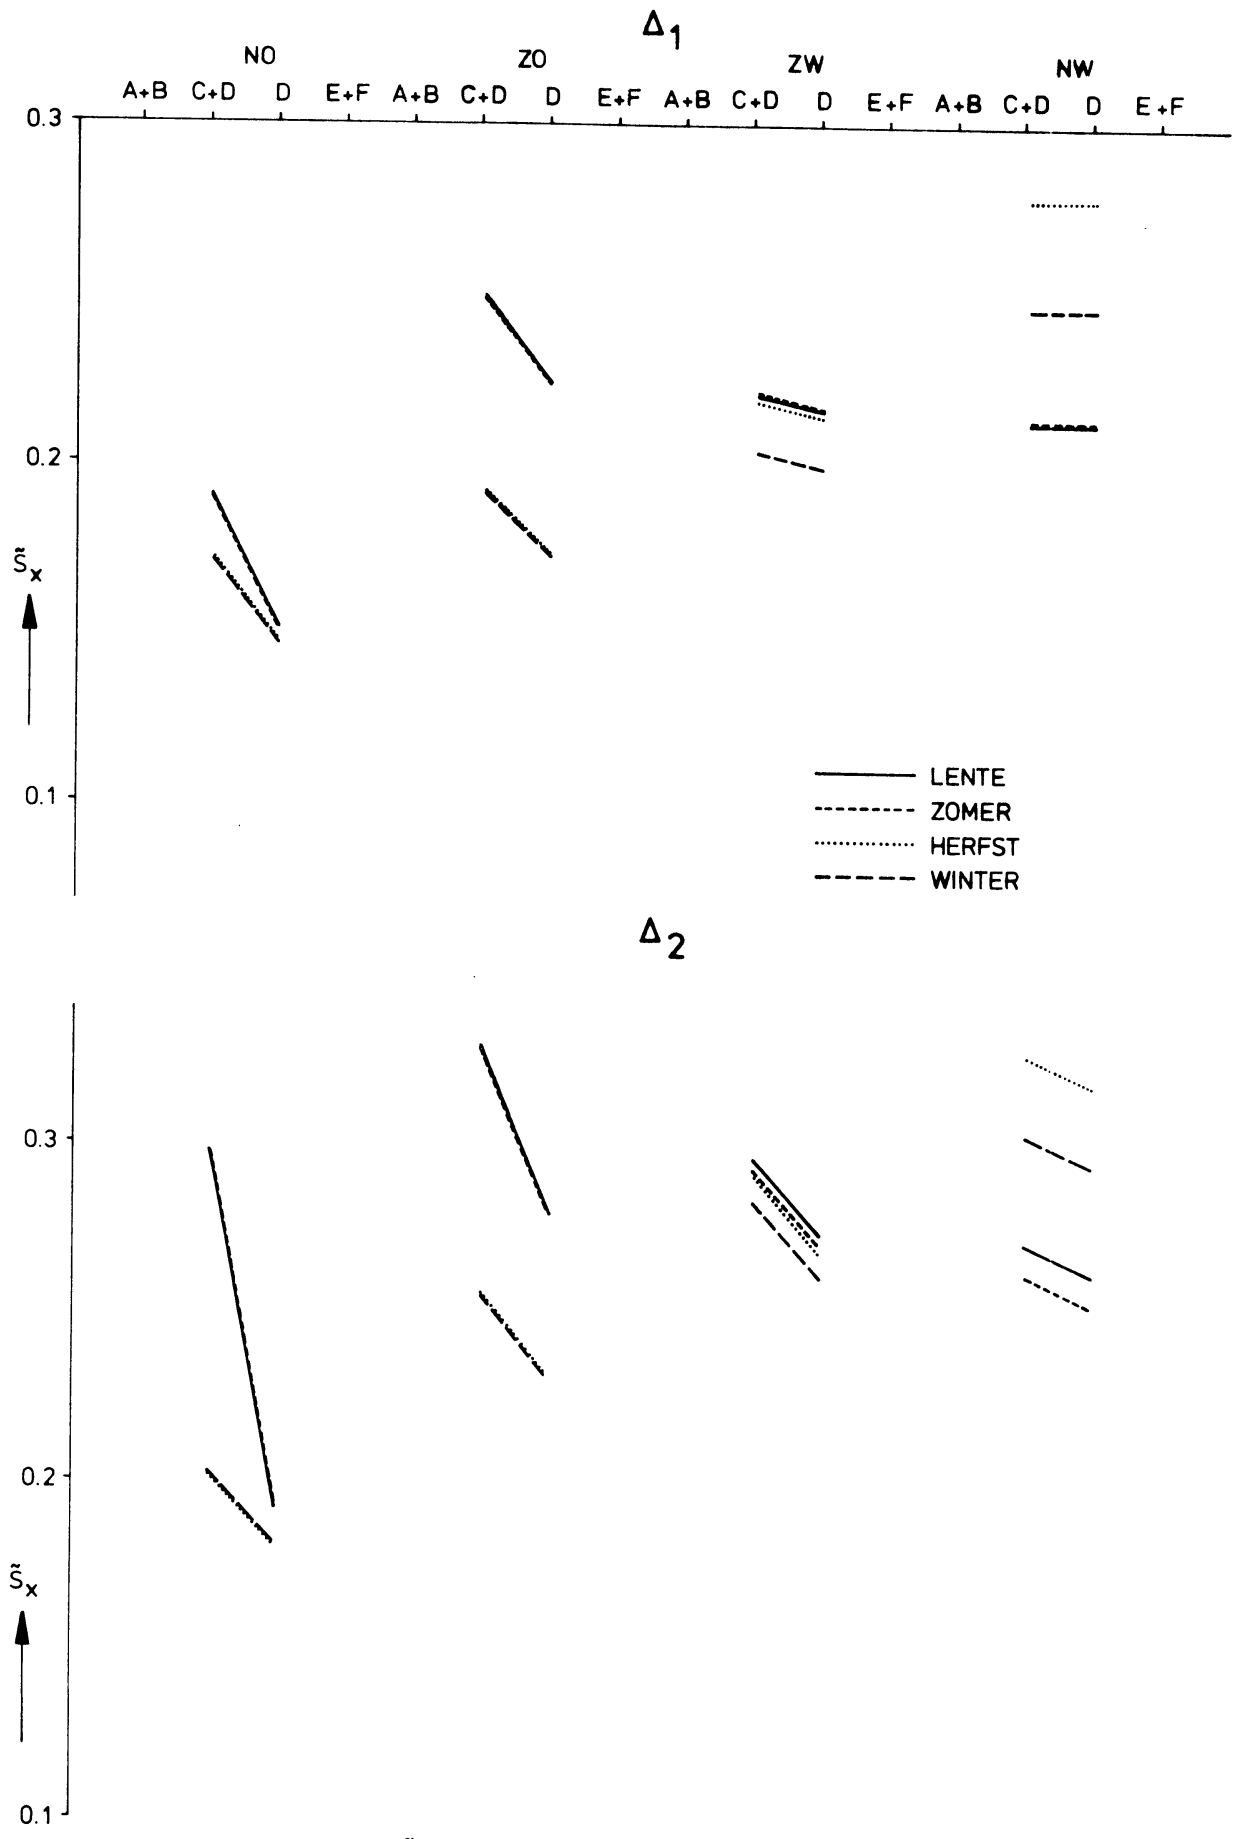 Δ1
NO ZO ZW NW
A+B C+D D E+F A+B C+D D E+F A+B C+D D E+F A+B C+D D E+F
0.3
0.2
S̃x
0.1
LENTE
ZOMER
HERFST
WINTER
Δ2
0.3
0.2
S̃x
0.1